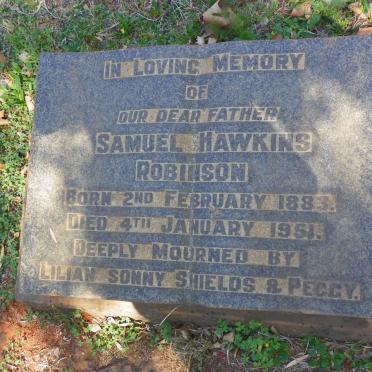 IN LOVING MEMORY
OF
OUR DEAR FATHER
SAMUEL HAWKINS
ROBINSON.
BORN 2ND FEBRUARY 1883.
DIED 4TH JANUARY 1951.
DEEPLY MOURNED BY
LILIAN SONNY SHIELDS & PEGGY.